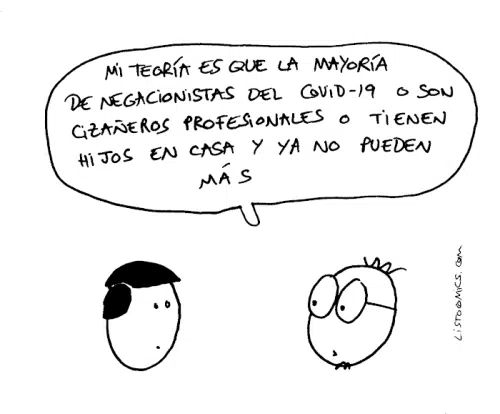 MI TEORÍA ES QUE LA MAYORÍA
DE NEGACIONISTAS DEL COVID-19 O SON
CIZAÑEROS PROFESIONALES O TIENEN
HIJOS EN CASA Y YA NO PUEDEN
MÁS
LISTOCOMICS.com